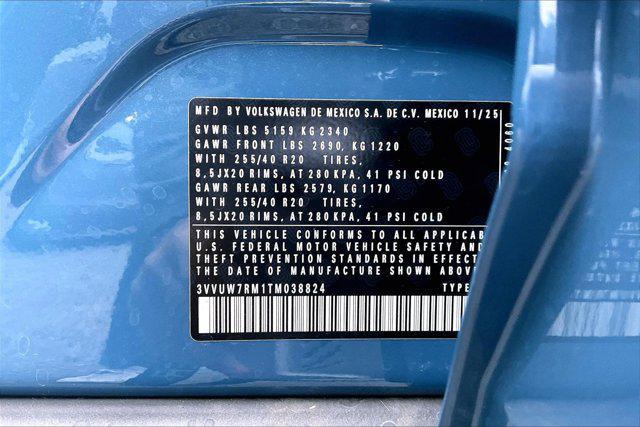 MFD BY VOLKSWAGEN DE MEXICO S.A. DE C.V. MEXICO 11/25
GVWR LBS 5159 KG 2340
GAWR FRONT LBS 2690, KG 1220
WITH 255/40 R20 TIRES,
8,5JX20 RIMS, AT 280 KPA, 41 PSI COLD
GAWR REAR LBS 2579, KG 1170
WITH 255/40 R20 TIRES,
8,5JX20 RIMS, AT 280 KPA, 41 PSI COLD
THIS VEHICLE CONFORMS TO ALL APPLICAB
U.S. FEDERAL MOTOR VEHICLE SAFETY AND
THEFT PREVENTION STANDARDS IN EFFECT
THE DATE OF MANUFACTURE SHOWN ABOVE
3VVUW7RM1TM038824 TYPE